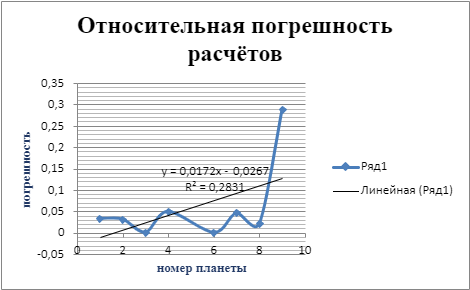 Относительная погрешность
расчётов
0,35
0,3
0,25
0,2
0,15
0,1
0,05
0
-0,05
погрешность
y = 0,0172x - 0,0267
R² = 0,2831
0 2 4 6 8 10
номер планеты
Ряд1
Линейная (Ряд1)